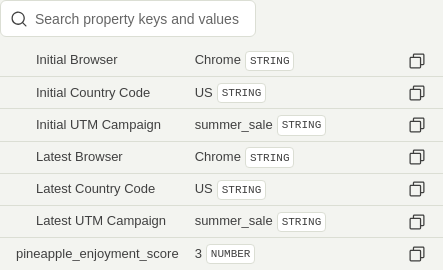 Search property keys and values
Initial Browser Chrome STRING
Initial Country Code US STRING
Initial UTM Campaign summer_sale STRING
Latest Browser Chrome STRING
Latest Country Code US STRING
Latest UTM Campaign summer_sale STRING
pineapple_enjoyment_score 3 NUMBER